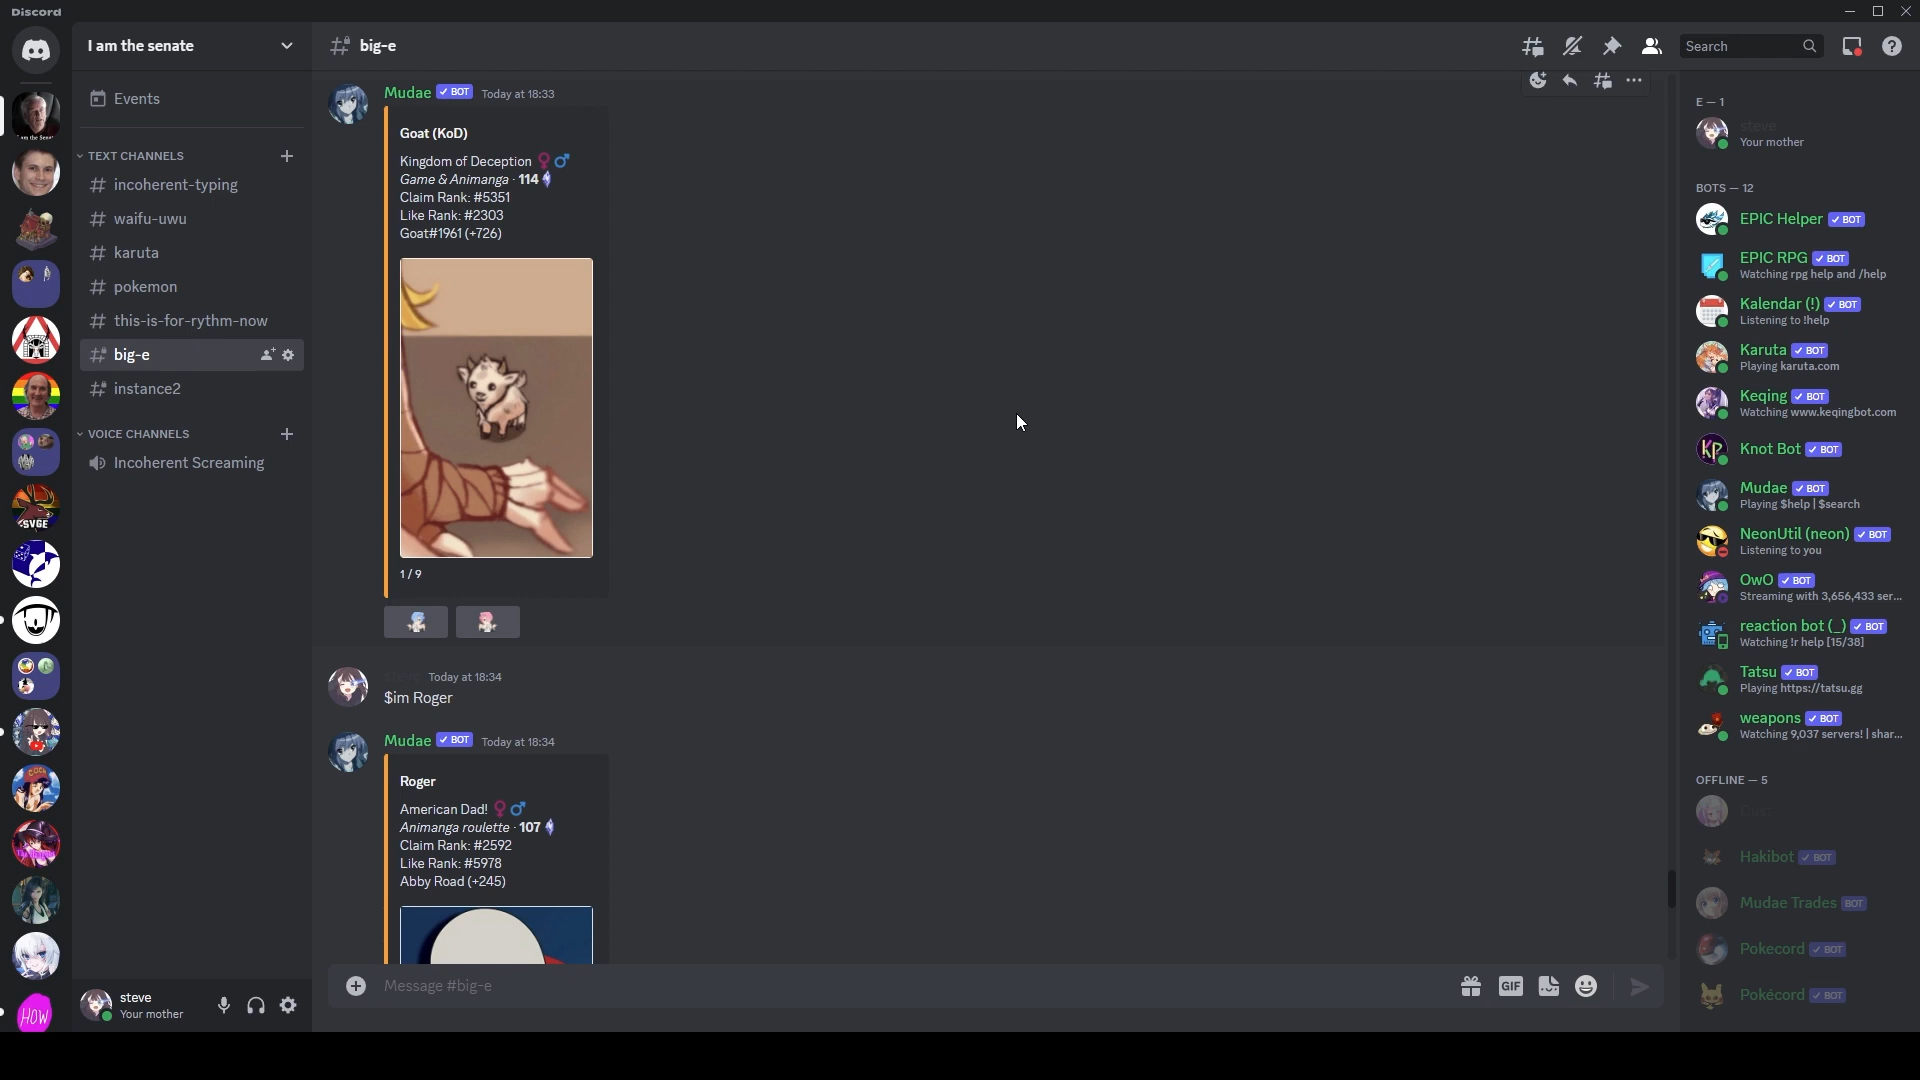 Discord
I am the senate
big-e
Search
Events
TEXT CHANNELS
incoherent-typing
waifu-uwu
karuta
pokemon
this-is-for-rythm-now
big-e
instance2
VOICE CHANNELS
Incoherent Screaming
SVGE
HOW
steve
Your mother
Mudae ✓ BOT Today at 18:33
Goat (KoD)
Kingdom of Deception
Game & Animanga · 114
Claim Rank: #5351
Like Rank: #2303
Goat#1961 (+726)
1 / 9
Today at 18:34
$im Roger
Mudae ✓ BOT Today at 18:34
Roger
American Dad!
Animanga roulette · 107
Claim Rank: #2592
Like Rank: #5978
Abby Road (+245)
Message #big-e
GIF
E — 1
steve
Your mother
BOTS — 12
EPIC Helper ✓ BOT
EPIC RPG ✓ BOT
Watching rpg help and /help
Kalendar (!) ✓ BOT
Listening to !help
Karuta ✓ BOT
Playing karuta.com
Keqing ✓ BOT
Watching www.keqingbot.com
Knot Bot ✓ BOT
Mudae ✓ BOT
Playing $help | $search
NeonUtil (neon) ✓ BOT
Listening to you
OwO ✓ BOT
Streaming with 3,656,433 ser...
reaction bot (_) ✓ BOT
Watching !r help [15/38]
Tatsu ✓ BOT
Playing https://tatsu.gg
weapons ✓ BOT
Watching 9,037 servers! | shar...
OFFLINE — 5
Hakibot ✓ BOT
Mudae Trades BOT
Pokecord ✓ BOT
Pokécord ✓ BOT